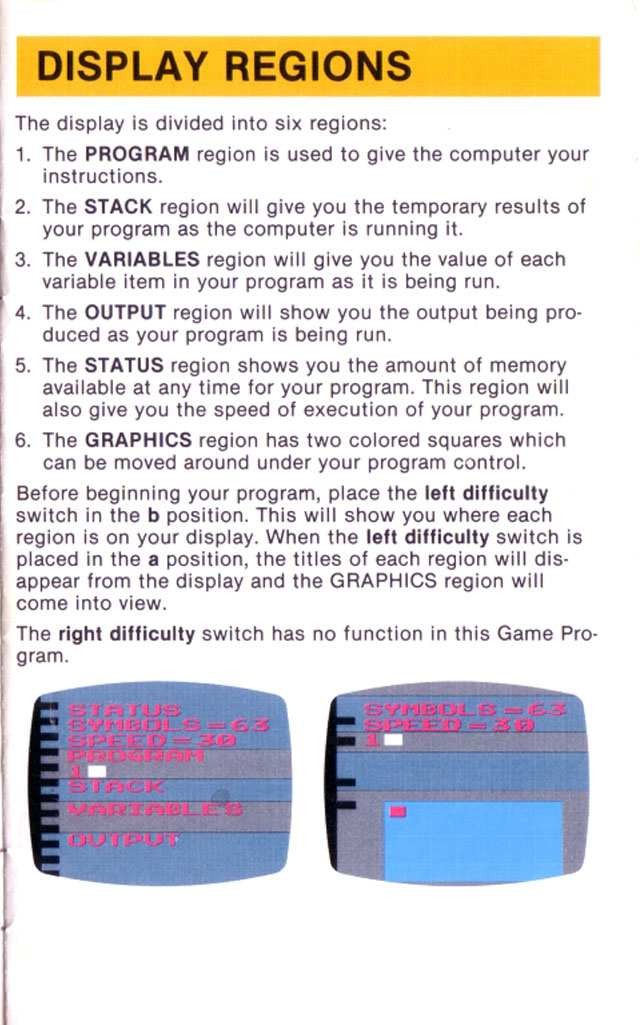 DISPLAY REGIONS
The display is divided into six regions:
1. The PROGRAM region is used to give the computer your
instructions.
2. The STACK region will give you the temporary results of
your program as the computer is running it.
3. The VARIABLES region will give you the value of each
variable item in your program as it is being run.
4. The OUTPUT region will show you the output being pro-
duced as your program is being run.
5. The STATUS region shows you the amount of memory
available at any time for your program. This region will
also give you the speed of execution of your program.
6. The GRAPHICS region has two colored squares which
can be moved around under your program control.
Before beginning your program, place the left difficulty
switch in the b position. This will show you where each
region is on your display. When the left difficulty switch is
placed in the a position, the titles of each region will dis-
appear from the display and the GRAPHICS region will
come into view.
The right difficulty switch has no function in this Game Pro-
gram.
STATUS
SYMBOLS=63
SPEED=30
PROGRAM
1
STACK
VARIABLES
OUTPUT
SYMBOLS=63
SPEED=30
1